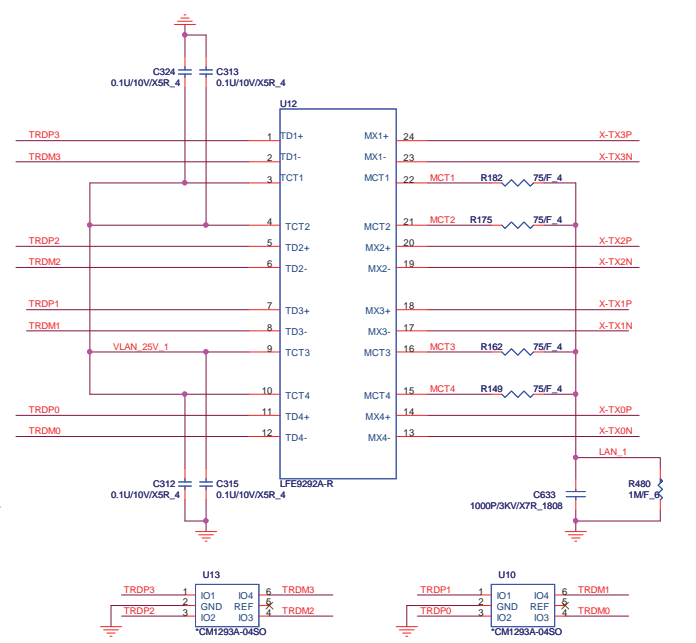 C324 C313
0.1U/10V/X5R_4 0.1U/10V/X5R_4
U12
TRDP3 1 TD1+ MX1+ 24 X-TX3P
TRDM3 2 TD1- MX1- 23 X-TX3N
3 TCT1 MCT1 22 MCT1 R182 75/F_4
4 TCT2 MCT2 21 MCT2 R175 75/F_4
TRDP2 5 TD2+ MX2+ 20 X-TX2P
TRDM2 6 TD2- MX2- 19 X-TX2N
TRDP1 7 TD3+ MX3+ 18 X-TX1P
TRDM1 8 TD3- MX3- 17 X-TX1N
VLAN_25V_1 9 TCT3 MCT3 16 MCT3 R162 75/F_4
10 TCT4 MCT4 15 MCT4 R149 75/F_4
TRDP0 11 TD4+ MX4+ 14 X-TX0P
TRDM0 12 TD4- MX4- 13 X-TX0N
LAN_1
C312 C315 LFE9292A-R C633 R480
0.1U/10V/X5R_4 0.1U/10V/X5R_4 1000P/3KV/X7R_1808 1M/F_6
U13 U10
TRDP3 1 IO1 IO4 6 TRDM3 TRDP1 1 IO1 IO4 6 TRDM1
2 GND REF 5 2 GND REF 5
TRDP2 3 IO2 IO3 4 TRDM2 TRDP0 3 IO2 IO3 4 TRDM0
*CM1293A-04SO *CM1293A-04SO